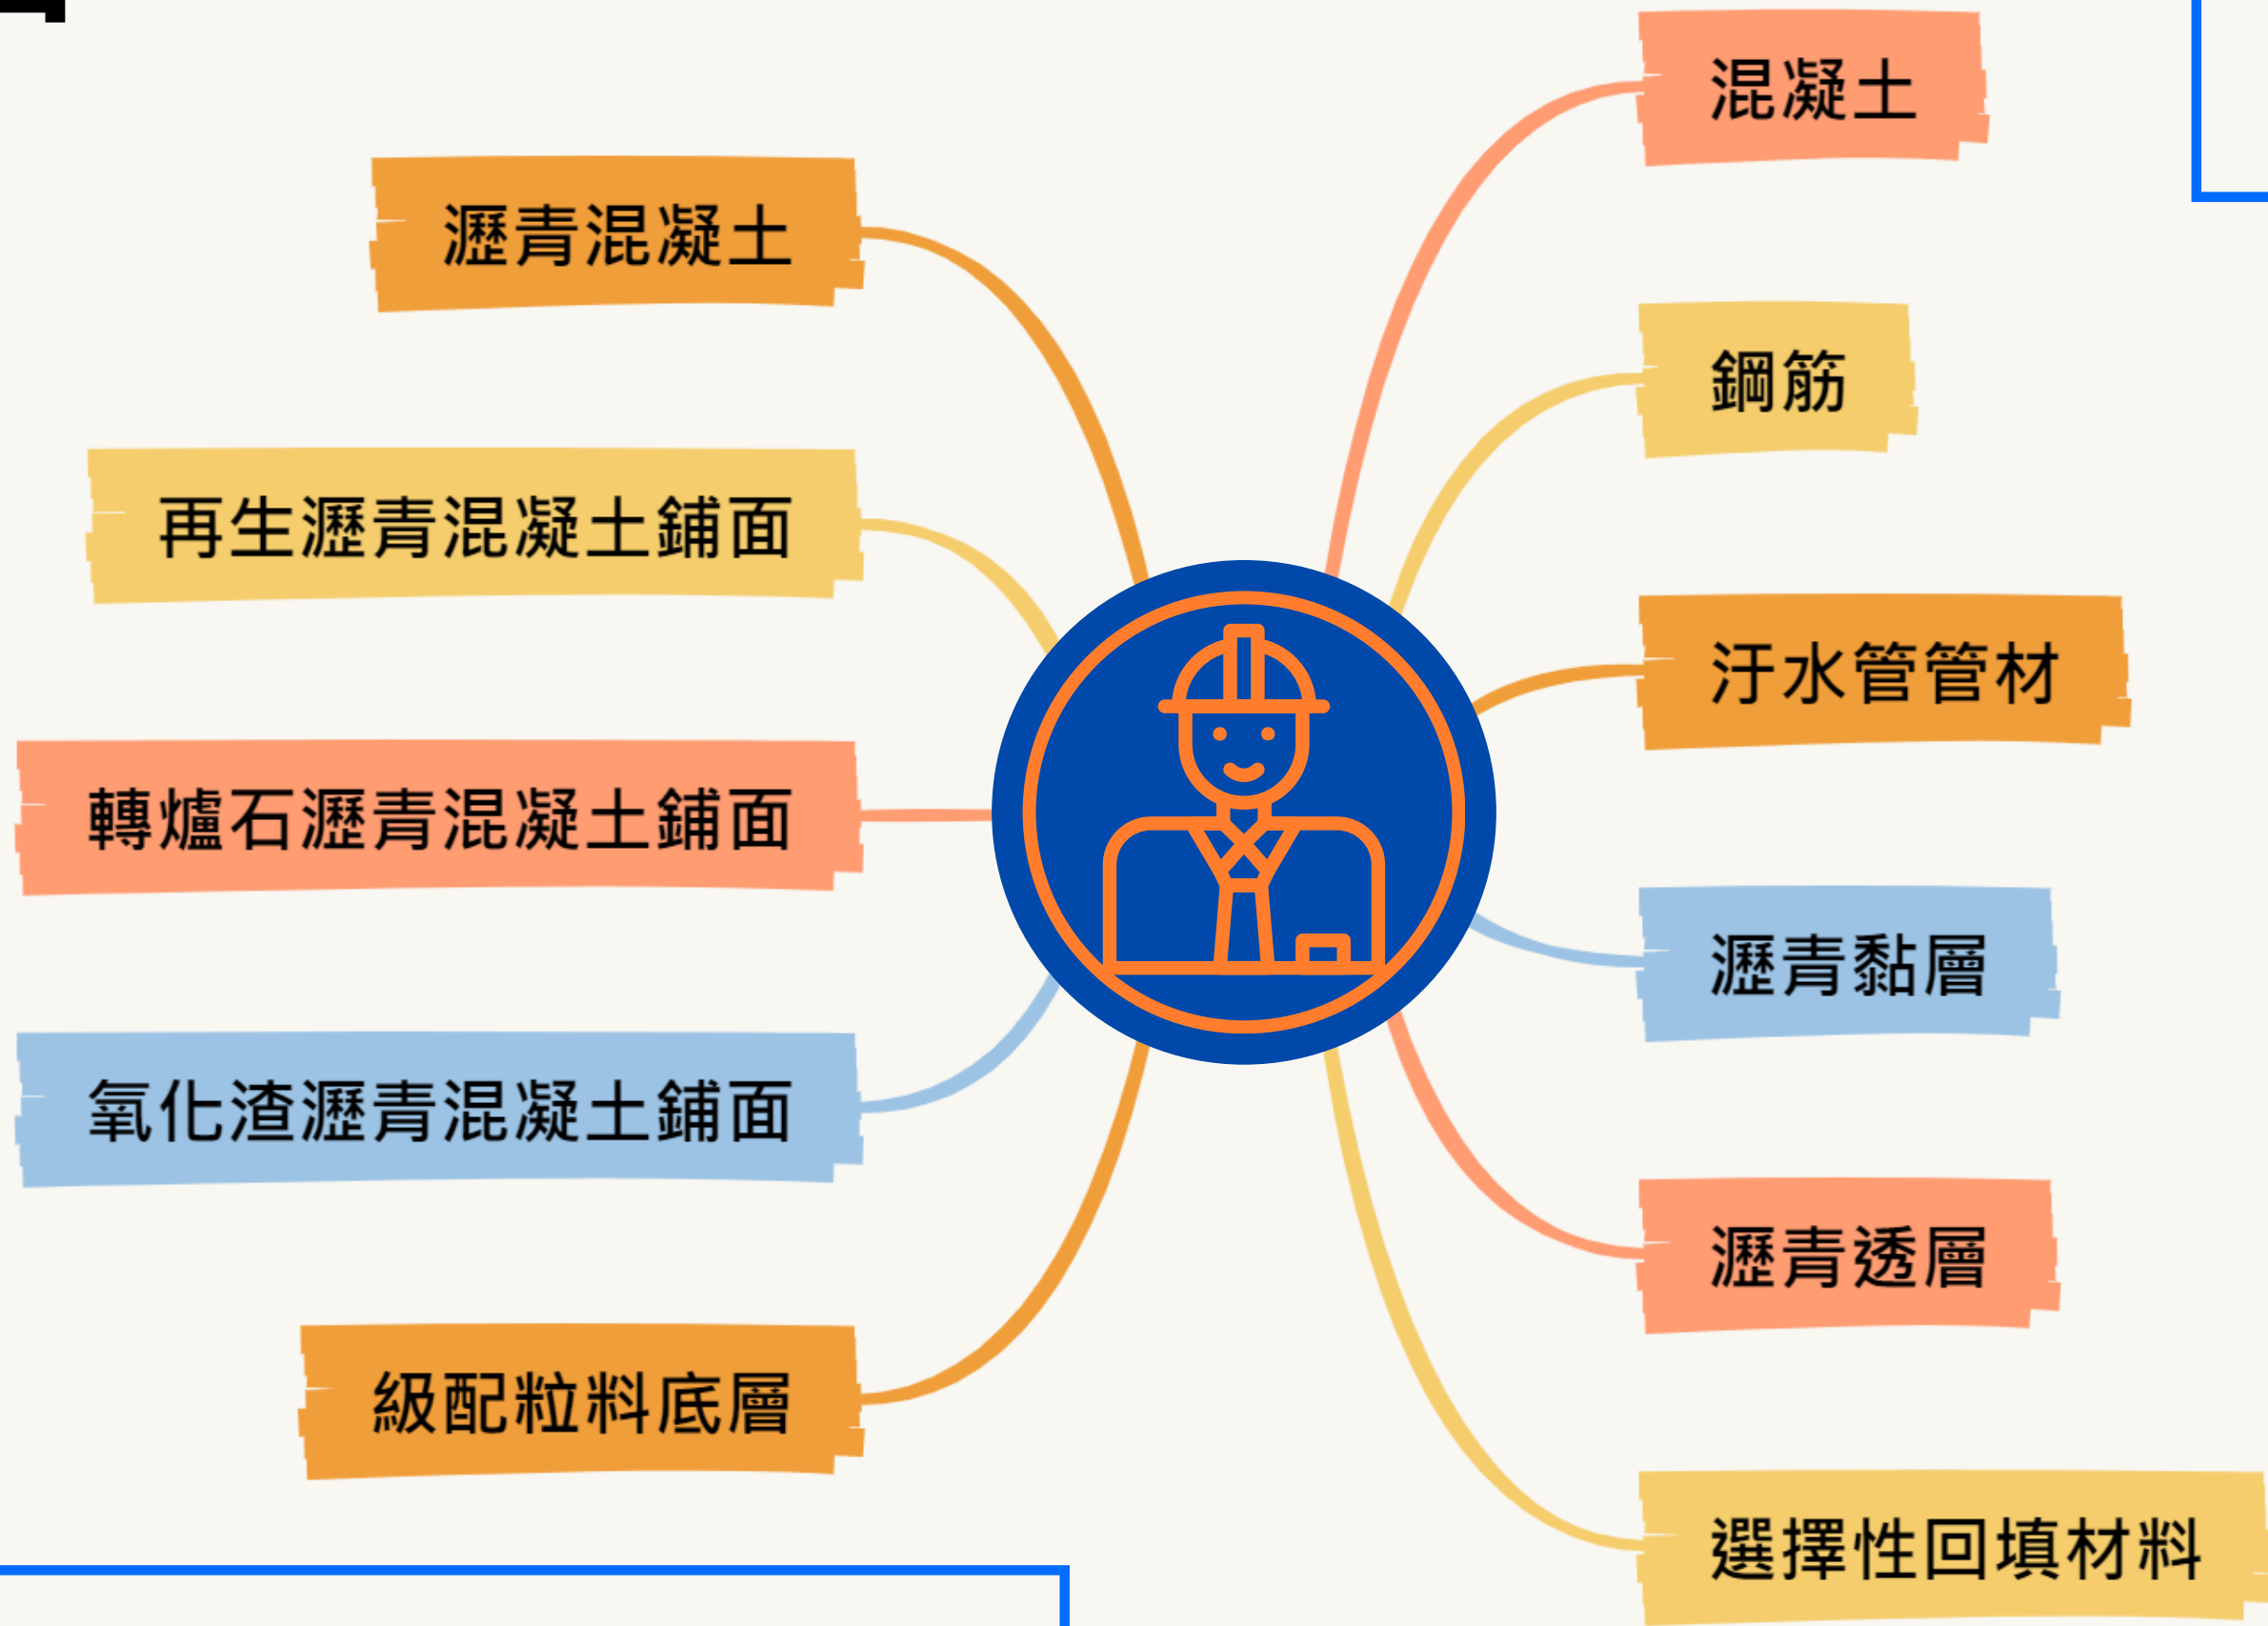 瀝青混凝土
再生瀝青混凝土鋪面
轉爐石瀝青混凝土鋪面
氧化渣瀝青混凝土鋪面
級配粒料底層
混凝土
鋼筋
汙水管管材
瀝青黏層
瀝青透層
選擇性回填材料